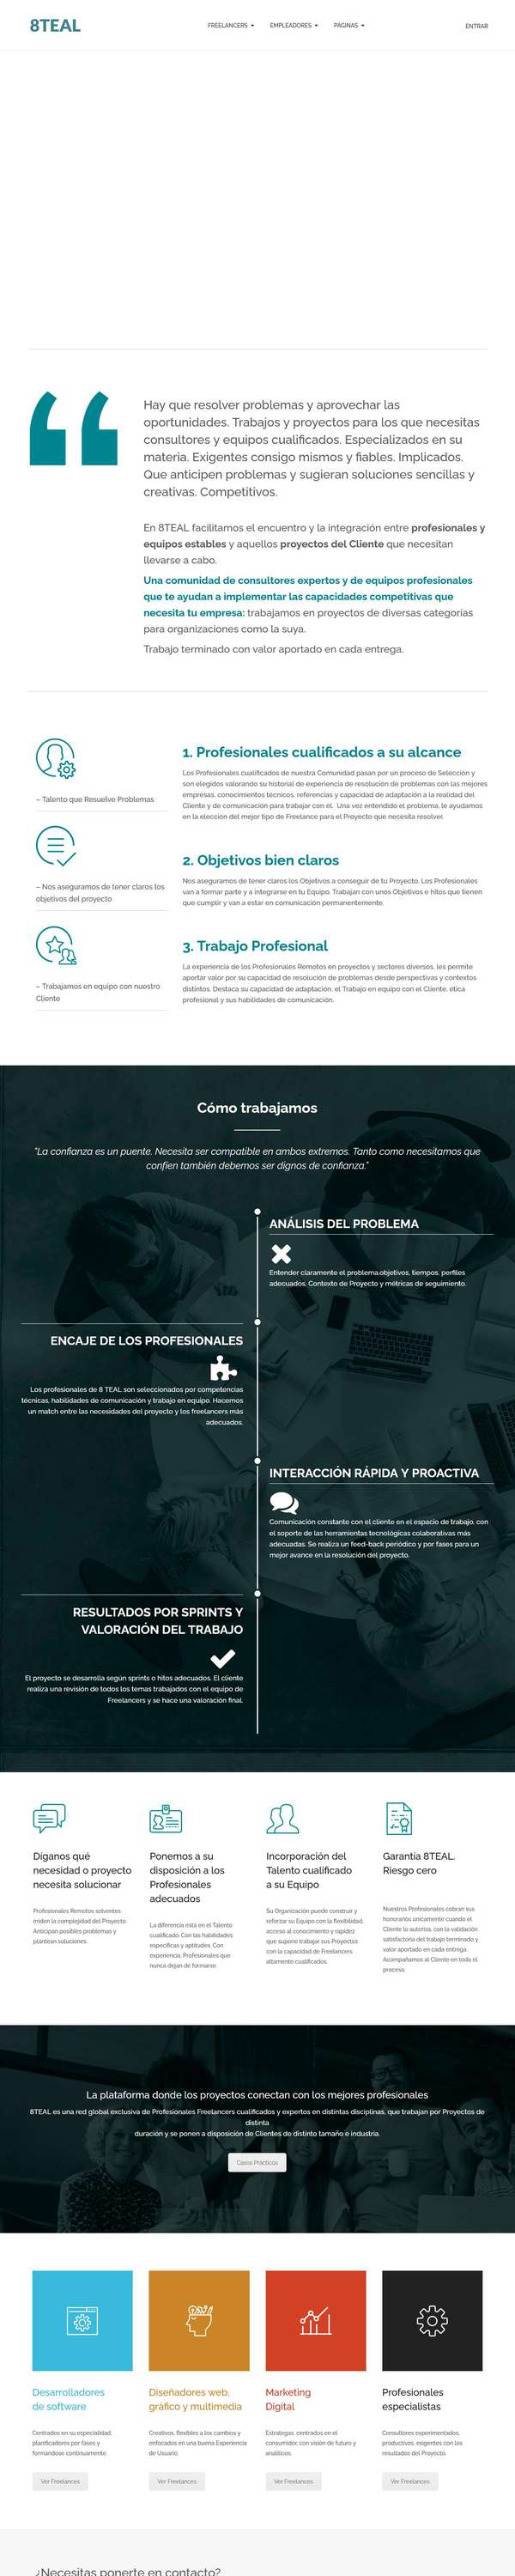 8TEAL
FREELANCERS
EMPLEADORES
PÁGINAS
ENTRAR
Hay que resolver problemas y aprovechar las
oportunidades. Trabajos y proyectos para los que necesitas
consultores y equipos cualificados. Especializados en su
materia. Exigentes consigo mismos y fiables. Implicados.
Que anticipen problemas y sugieran soluciones sencillas y
creativas. Competitivos.
En 8TEAL facilitamos el encuentro y la integración entre profesionales y
equipos estables y aquellos proyectos del Cliente que necesitan
llevarse a cabo.
Una comunidad de consultores expertos y de equipos profesionales
que te ayudan a implementar las capacidades competitivas que
necesita tu empresa: trabajamos en proyectos de diversas categorías
para organizaciones como la suya.
Trabajo terminado con valor aportado en cada entrega.
– Talento que Resuelve Problemas
– Nos aseguramos de tener claros los
objetivos del proyecto
– Trabajamos en equipo con nuestro
Cliente
1. Profesionales cualificados a su alcance
Los Profesionales cualificados de nuestra Comunidad pasan por un proceso de Selección y
son elegidos valorando su historial de experiencia de resolución de problemas con las mejores
empresas, conocimientos técnicos, referencias y capacidad de adaptación a la realidad del
Cliente y de comunicación para trabajar con él. Una vez entendido el problema, le ayudamos
en la elección del mejor tipo de Freelance para el Proyecto que necesita resolver.
2. Objetivos bien claros
Nos aseguramos de tener claros los Objetivos a conseguir de tu Proyecto. Los Profesionales
van a formar parte y a integrarse en tu Equipo. Trabajan con unos Objetivos e hitos que tienen
que cumplir y van a estar en comunicación permanentemente.
3. Trabajo Profesional
La experiencia de los Profesionales Remotos en proyectos y sectores diversos, les permite
aportar valor por su capacidad de resolución de problemas desde perspectivas y contextos
distintos. Destaca su capacidad de adaptación, el Trabajo en equipo con el Cliente, ética
profesional y sus habilidades de comunicación.
Cómo trabajamos
"La confianza es un puente. Necesita ser compatible en ambos extremos. Tanto como necesitamos que
confíen también debemos ser dignos de confianza."
ANÁLISIS DEL PROBLEMA
Entender claramente el problema,objetivos, tiempos, perfiles
adecuados. Contexto de Proyecto y métricas de seguimiento.
ENCAJE DE LOS PROFESIONALES
Los profesionales de 8 TEAL son seleccionados por competencias
técnicas, habilidades de comunicación y trabajo en equipo. Hacemos
un match entre las necesidades del proyecto y los freelancers más
adecuados.
INTERACCIÓN RÁPIDA Y PROACTIVA
Comunicación constante con el cliente en el espacio de trabajo, con
el soporte de las herramientas tecnológicas colaborativas más
adecuadas. Se realiza un feed-back periódico y por fases para un
mejor avance en la resolución del proyecto.
RESULTADOS POR SPRINTS Y
VALORACIÓN DEL TRABAJO
El proyecto se desarrolla según sprints o hitos adecuados. El cliente
realiza una revisión de todos los temas trabajados con el equipo de
Freelancers y se hace una valoración final.
Díganos qué
necesidad o proyecto
necesita solucionar
Profesionales Remotos solventes
miden la complejidad del Proyecto.
Anticipan posibles problemas y
plantean soluciones.
Ponemos a su
disposición a los
Profesionales
adecuados
La diferencia esta en el Talento
cualificado. Con las habilidades
específicas y aptitudes. Con
experiencia. Profesionales que
nunca dejan de formarse.
Incorporación del
Talento cualificado
a su Equipo
Su Organización puede construir y
reforzar su Equipo con la flexibilidad,
acceso al conocimiento y rapidez
que supone trabajar sus Proyectos
con la capacidad de Freelancers
altamente cualificados.
Garantía 8TEAL.
Riesgo cero
Nuestros Profesionales cobran sus
honorarios únicamente cuando el
Cliente lo autoriza, con la validación
satisfactoria del trabajo terminado y
valor aportado en cada entrega.
Acompañamos al Cliente en todo el
proceso.
La plataforma donde los proyectos conectan con los mejores profesionales
8TEAL es una red global exclusiva de Profesionales Freelancers cualificados y expertos en distintas disciplinas, que trabajan por Proyectos de
distinta
duración y se ponen a disposición de Clientes de distinto tamaño e industria.
Casos Prácticos
Desarrolladores
de software
Centrados en su especialidad,
planificadores por fases y
formándose continuamente.
Ver Freelances
Diseñadores web,
gráfico y multimedia
Creativos, flexibles a los cambios y
enfocados en una buena Experiencia
de Usuario.
Ver Freelances
Marketing
Digital
Estrategas, centrados en el
consumidor, con visión de futuro y
analíticos.
Ver Freelances
Profesionales
especialistas
Consultores experimentados,
productivos, exigentes con los
resultados del Proyecto.
Ver Freelances
¿Necesitas ponerte en contacto?